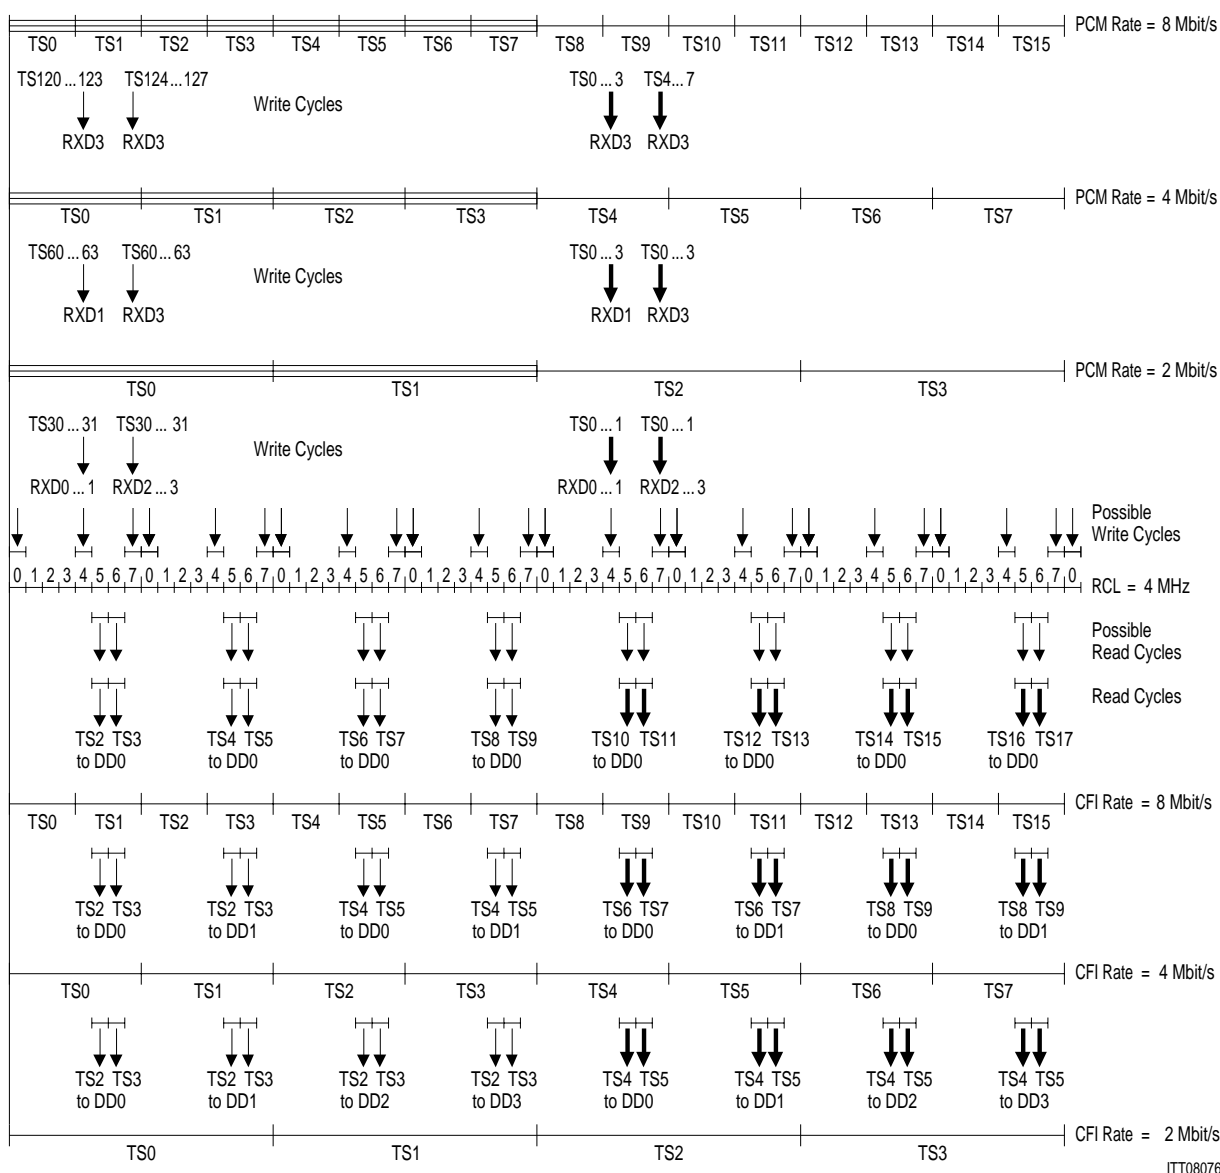 PCM Rate = 8 Mbit/s
TS0 TS1 TS2 TS3 TS4 TS5 TS6 TS7 TS8 TS9 TS10 TS11 TS12 TS13 TS14 TS15
TS120...123 TS124...127 TS0...3 TS4...7
Write Cycles
RXD3 RXD3 RXD3 RXD3
PCM Rate = 4 Mbit/s
TS0 TS1 TS2 TS3 TS4 TS5 TS6 TS7
TS60...63 TS60...63 TS0...3 TS0...3
Write Cycles
RXD1 RXD3 RXD1 RXD3
PCM Rate = 2 Mbit/s
TS0 TS1 TS2 TS3
TS30...31 TS30...31 TS0...1 TS0...1
Write Cycles
RXD0...1 RXD2...3 RXD0...1 RXD2...3
Possible
Write Cycles
0 1 2 3 4 5 6 7 0 1 2 3 4 5 6 7 0 1 2 3 4 5 6 7 0 1 2 3 4 5 6 7 0 1 2 3 4 5 6 7 0 1 2 3 4 5 6 7 0 1 2 3 4 5 6 7 0 1 2 3 4 5 6 7 0
RCL = 4 MHz
Possible
Read Cycles
Read Cycles
TS2 TS3 TS4 TS5 TS6 TS7 TS8 TS9 TS10 TS11 TS12 TS13 TS14 TS15 TS16 TS17
to DD0 to DD0 to DD0 to DD0 to DD0 to DD0 to DD0 to DD0
CFI Rate = 8 Mbit/s
TS0 TS1 TS2 TS3 TS4 TS5 TS6 TS7 TS8 TS9 TS10 TS11 TS12 TS13 TS14 TS15
TS2 TS3 TS2 TS3 TS4 TS5 TS4 TS5 TS6 TS7 TS6 TS7 TS8 TS9 TS8 TS9
to DD0 to DD1 to DD0 to DD1 to DD0 to DD1 to DD0 to DD1
CFI Rate = 4 Mbit/s
TS0 TS1 TS2 TS3 TS4 TS5 TS6 TS7
TS2 TS3 TS2 TS3 TS2 TS3 TS2 TS3 TS4 TS5 TS4 TS5 TS4 TS5 TS4 TS5
to DD0 to DD1 to DD2 to DD3 to DD0 to DD1 to DD2 to DD3
CFI Rate = 2 Mbit/s
TS0 TS1 TS2 TS3
ITT08076